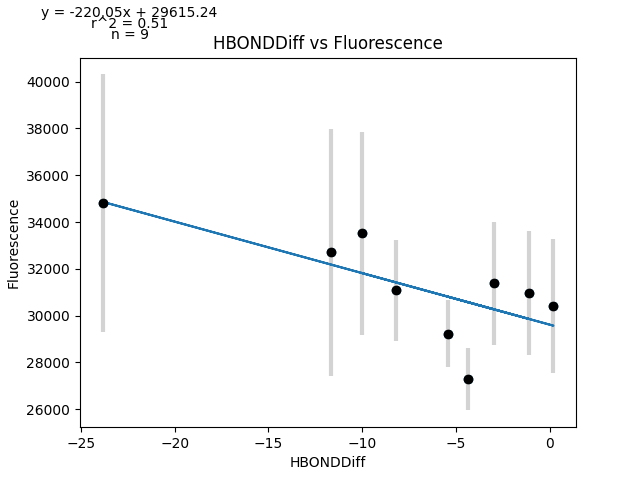 y = -220.05x + 29615.24
r^2 = 0.51
n = 9
HBONDDiff vs Fluorescence
40000
38000
36000
34000
32000
30000
28000
26000
Fluorescence
−25
−20
−15
−10
−5
0
HBONDDiff